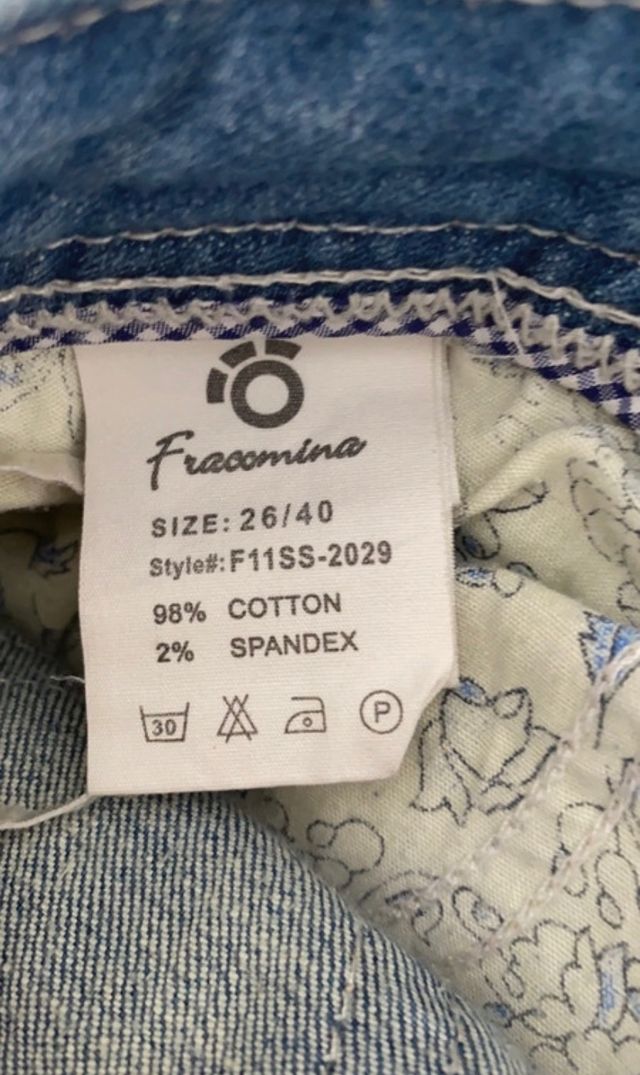 Fracomina
SIZE: 26/40
Style#: F11SS-2029
98% COTTON
2% SPANDEX
30 P